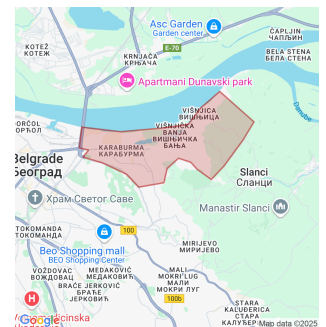 Asc Garden
Garden center
E-70
ČAPLJIN
ЧАПЉИН
КОТЕЖ
КОТЕЖ
KRNJAČA
КРЊАЧА
BELA STENA
БЕЛА СТЕНА
Apartmani Dunavski park
Danube
VIŠNJICA
ВИШЊИЦА
ORČOL
ОРЋОЛ
VIŠNJIČKA
BANJA
ВИШЊИЧКА
БАЊА
KARABURMA
КАРАБУРМА
Belgrade
Београд
Slanci
Сланци
Храм Светог Саве
Manastir Slanci
TOKOMANDA
ТОКОМАНДА
100
Beo Shopping mall
BEO Shopping Center
MIRIJEVO
МИРИЈЕВО
VOŽDOVAC
ВОЖДОВАЦ
MEDAKOVIĆ
МЕДАКОВИЋ
MALI
MOKRI LUG
МАЛИ
МОКРИ ЛУГ
BRAĆE JERKOVIĆ
БРАЋЕ
ЈЕРКОВИЋ
100b
STARA
KALUĐERICA
СТАРА
КАЛУЂЕРИЦА
Google
Map data ©2025